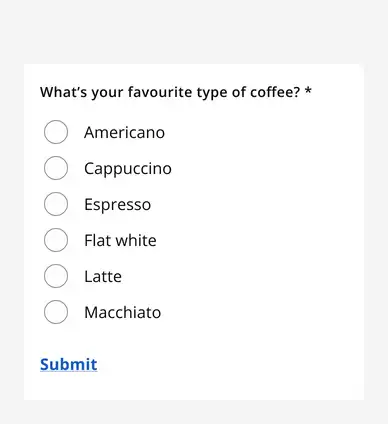 What’s your favourite type of coffee? *
Americano
Cappuccino
Espresso
Flat white
Latte
Macchiato
Submit